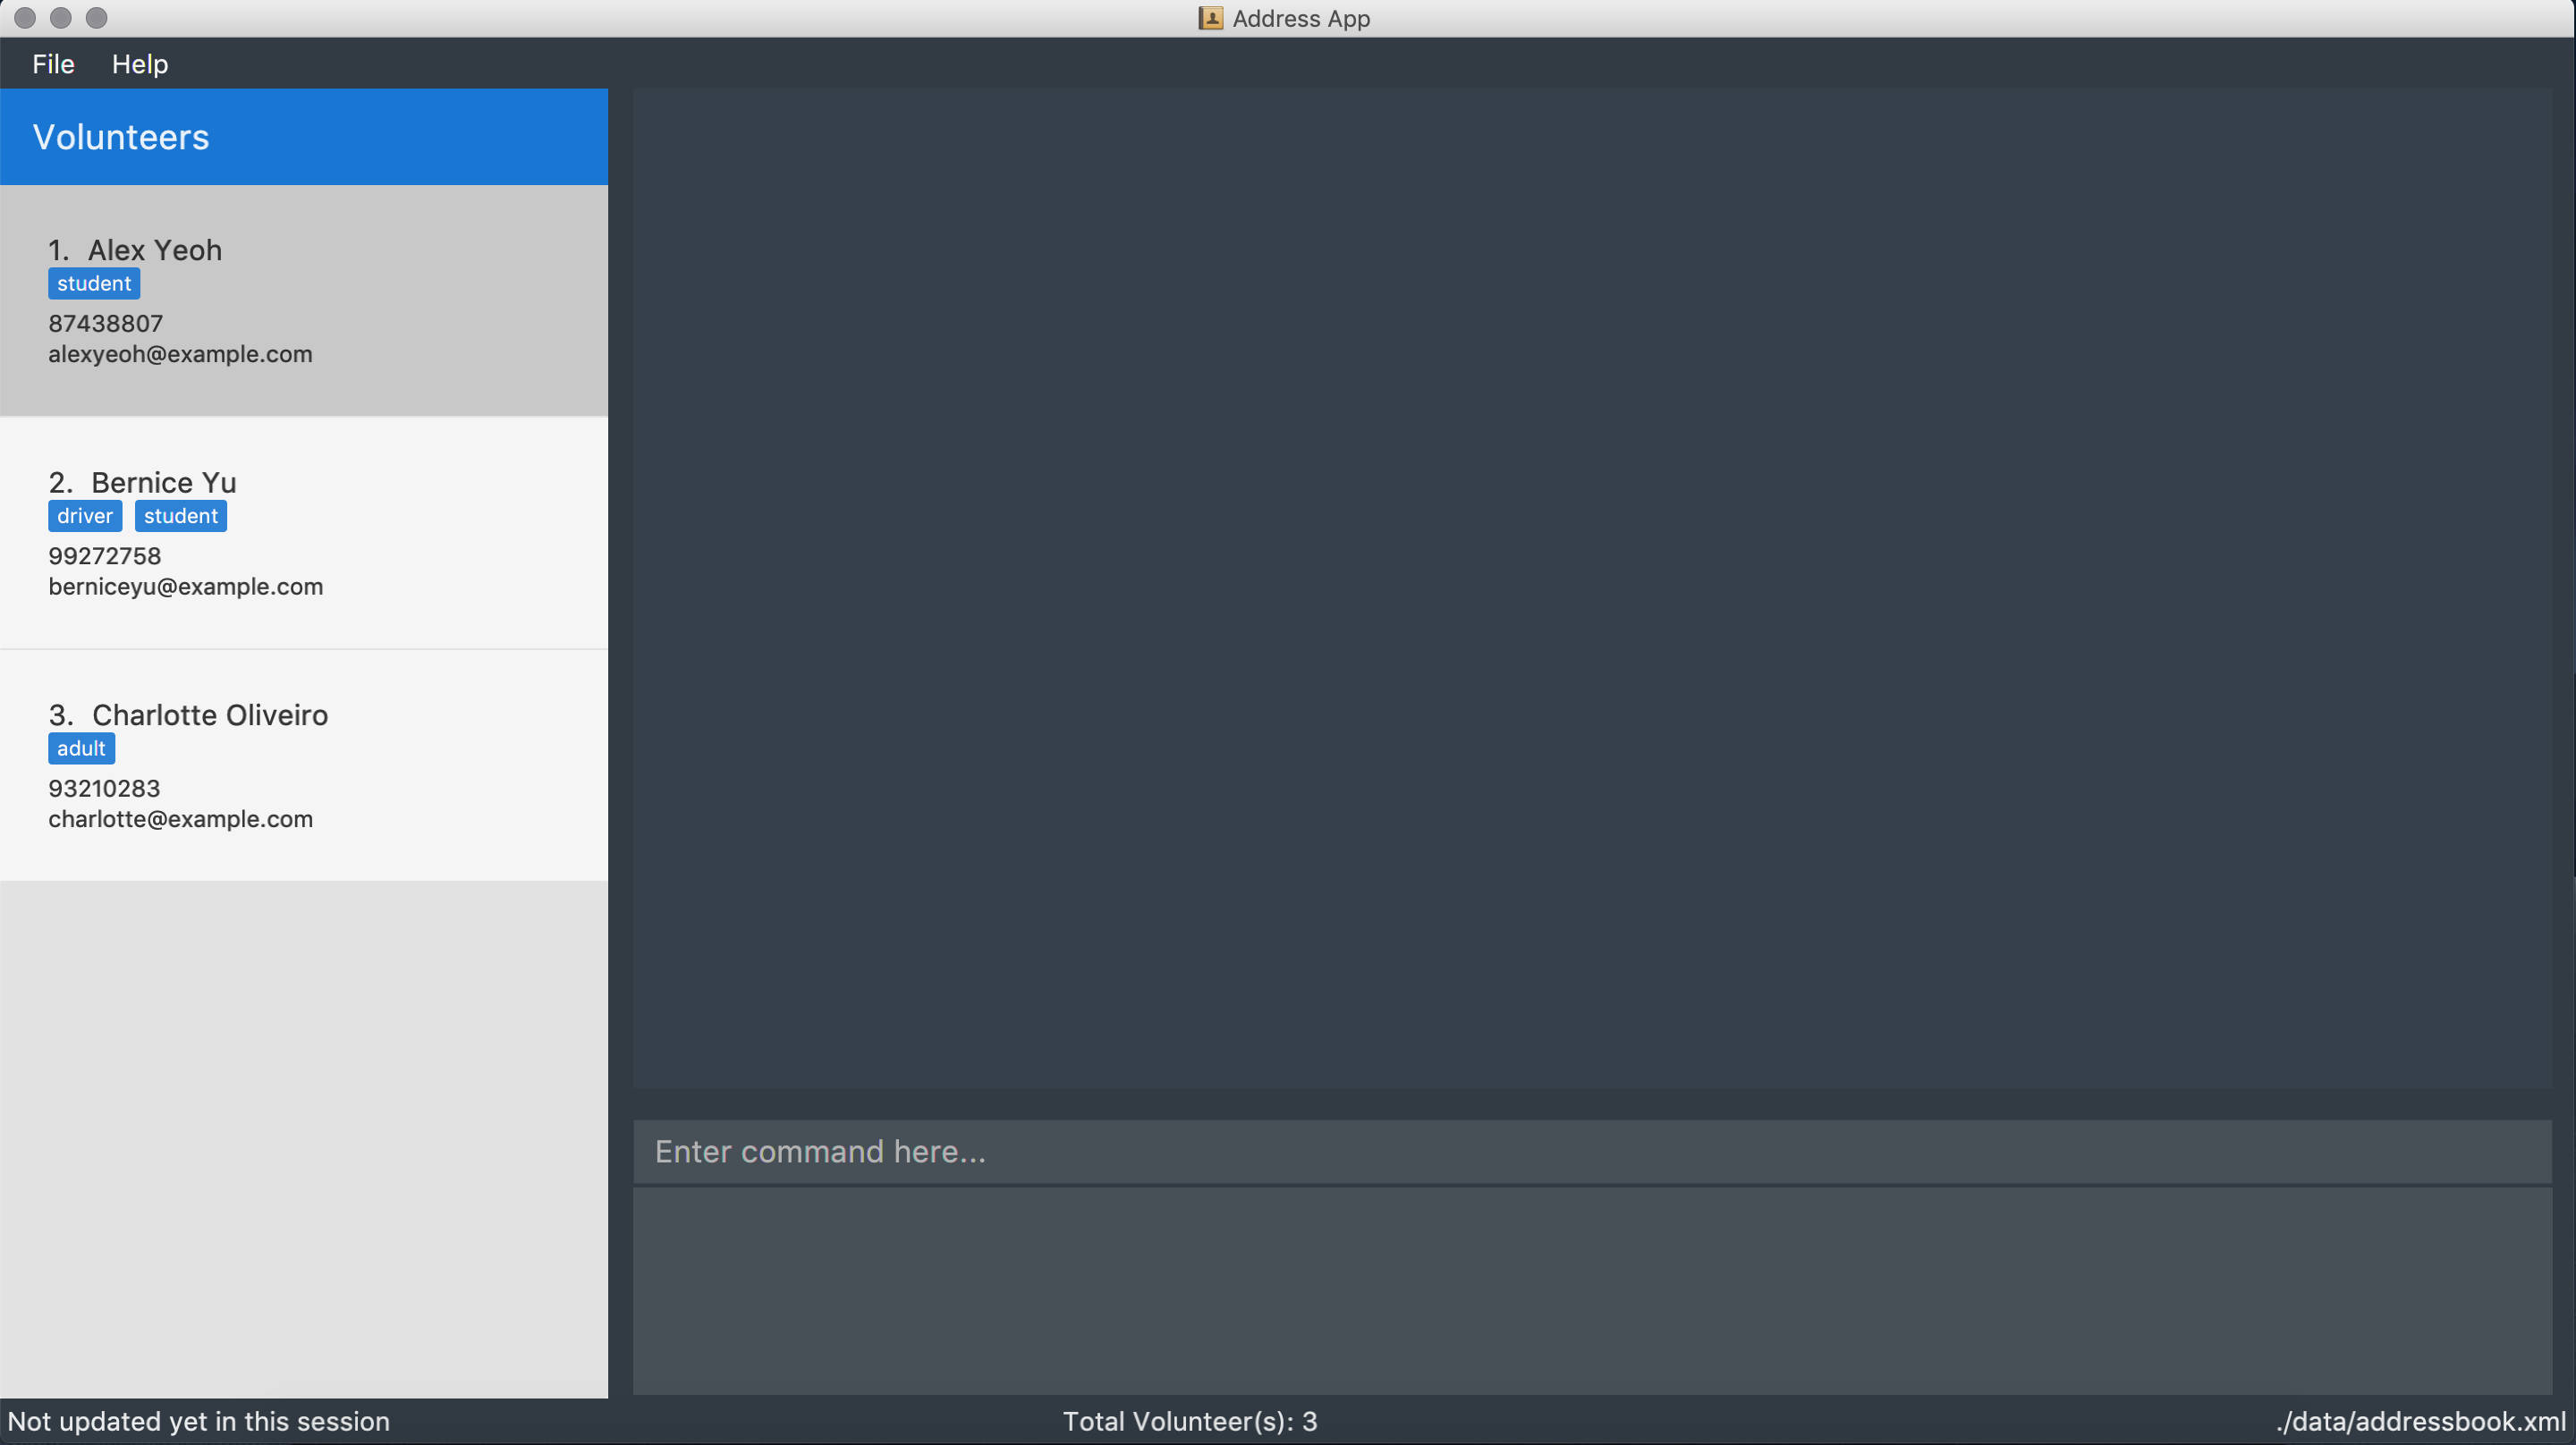 Address App
File Help
Volunteers
1. Alex Yeoh
student
87438807
alexyeoh@example.com
2. Bernice Yu
driver student
99272758
berniceyu@example.com
3. Charlotte Oliveiro
adult
93210283
charlotte@example.com
Enter command here...
Not updated yet in this session Total Volunteer(s): 3 ./data/addressbook.xml